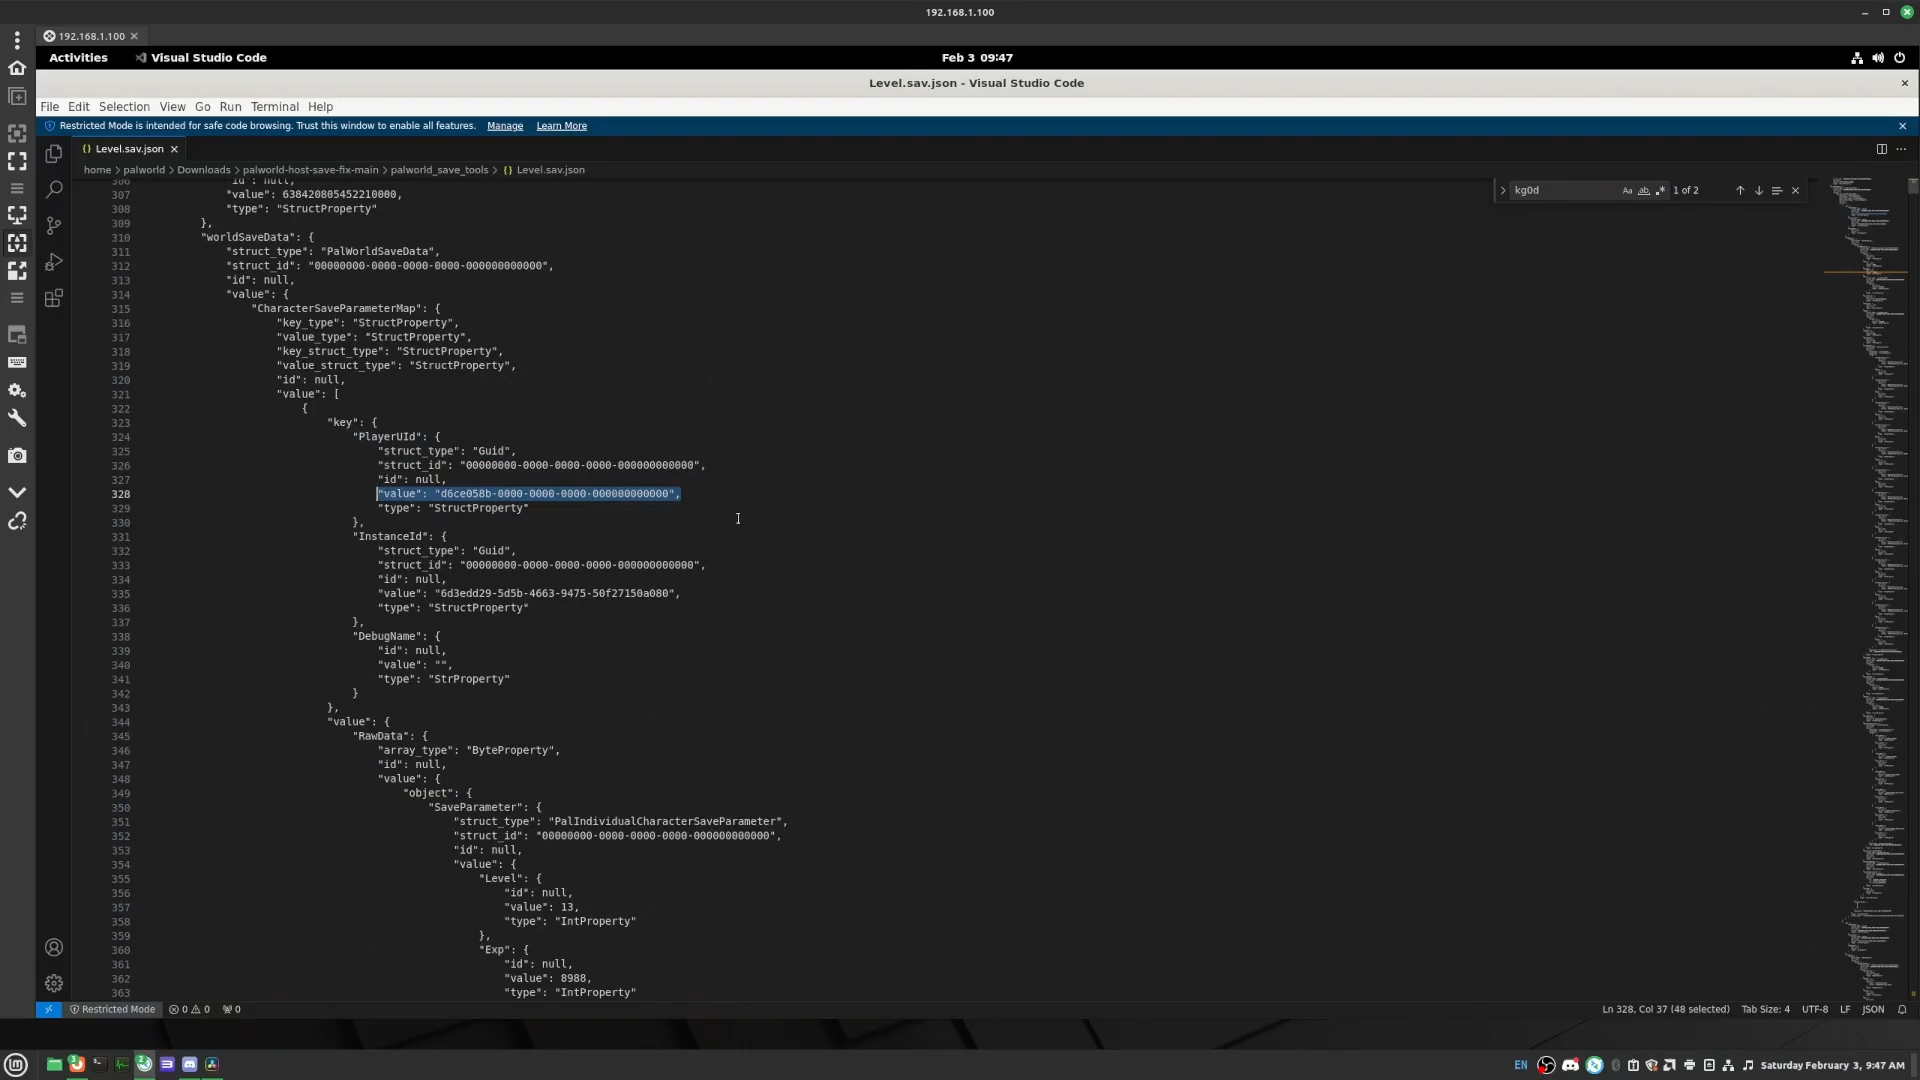 192.168.1.100
192.168.1.100
Activities
Visual Studio Code
Feb 3 09:47
Level.sav.json - Visual Studio Code
File Edit Selection View Go Run Terminal Help
Restricted Mode is intended for safe code browsing. Trust this window to enable all features. Manage Learn More
{} Level.sav.json
home > palworld > Downloads > palworld-host-save-fix-main > palworld_save_tools > {} Level.sav.json
kg0d Aa ab 1 of 2
306 "id": null,
307 "value": 638420805452210000,
308 "type": "StructProperty"
309 },
310 "worldSaveData": {
311 "struct_type": "PalWorldSaveData",
312 "struct_id": "00000000-0000-0000-0000-000000000000",
313 "id": null,
314 "value": {
315 "CharacterSaveParameterMap": {
316 "key_type": "StructProperty",
317 "value_type": "StructProperty",
318 "key_struct_type": "StructProperty",
319 "value_struct_type": "StructProperty",
320 "id": null,
321 "value": [
322 {
323 "key": {
324 "PlayerUId": {
325 "struct_type": "Guid",
326 "struct_id": "00000000-0000-0000-0000-000000000000",
327 "id": null,
328 "value": "d6ce058b-0000-0000-0000-000000000000",
329 "type": "StructProperty"
330 },
331 "InstanceId": {
332 "struct_type": "Guid",
333 "struct_id": "00000000-0000-0000-0000-000000000000",
334 "id": null,
335 "value": "6d3edd29-5d5b-4663-9475-50f27150a080",
336 "type": "StructProperty"
337 },
338 "DebugName": {
339 "id": null,
340 "value": "",
341 "type": "StrProperty"
342 }
343 },
344 "value": {
345 "RawData": {
346 "array_type": "ByteProperty",
347 "id": null,
348 "value": {
349 "object": {
350 "SaveParameter": {
351 "struct_type": "PalIndividualCharacterSaveParameter",
352 "struct_id": "00000000-0000-0000-0000-000000000000",
353 "id": null,
354 "value": {
355 "Level": {
356 "id": null,
357 "value": 13,
358 "type": "IntProperty"
359 },
360 "Exp": {
361 "id": null,
362 "value": 8988,
363 "type": "IntProperty"
Restricted Mode 0 0 0 Ln 328, Col 37 (48 selected) Tab Size: 4 UTF-8 LF JSON
EN Saturday February 3, 9:47 AM